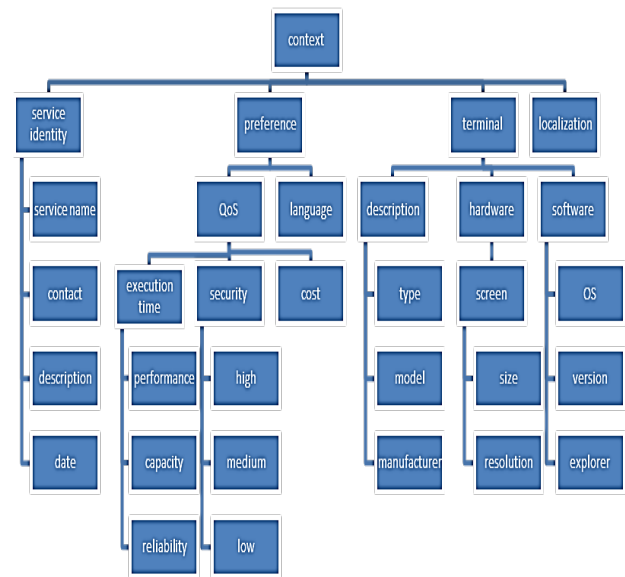 context
service
identity
preference
terminal
localization
service name
QoS
language
description
hardware
software
contact
execution
time
security
cost
type
screen
OS
description
performance
high
model
size
version
date
capacity
medium
manufacturer
resolution
explorer
reliability
low